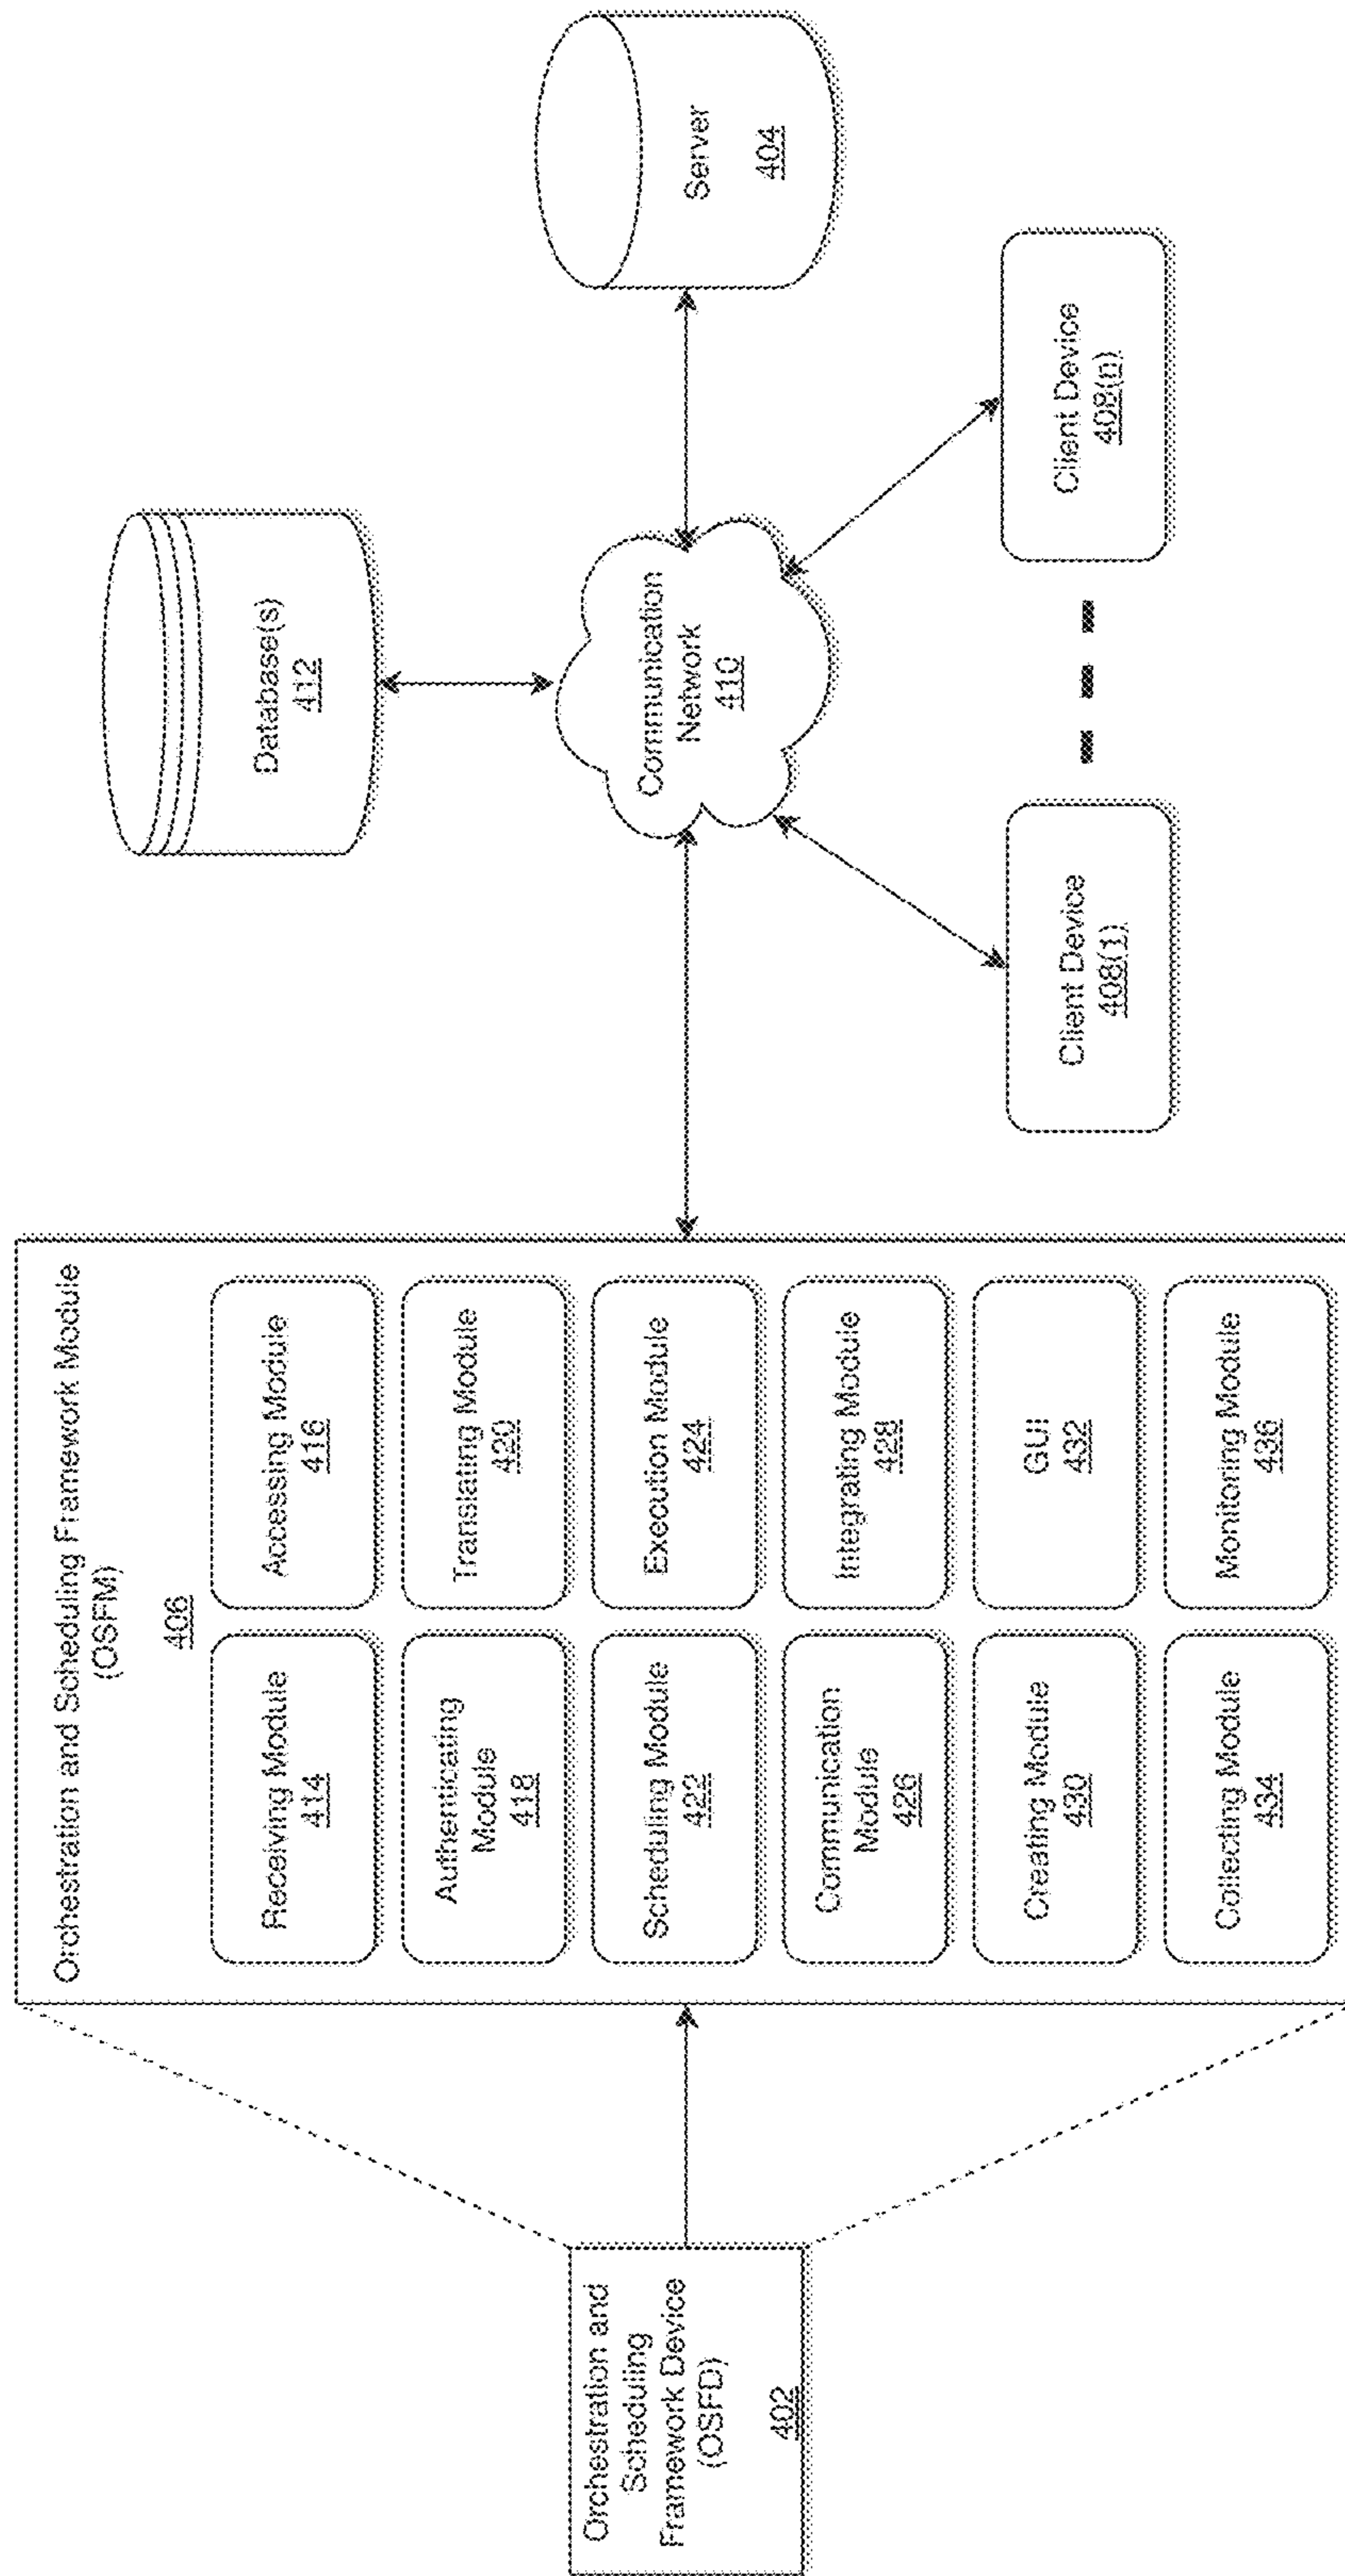 Orchestration and
Scheduling
Framework Device
(OSFD)
402
Orchestration and Scheduling Framework Module
(OSFM)
406
Receiving Module
414
Accessing Module
416
Authenticating
Module
418
Translating Module
420
Scheduling Module
422
Execution Module
424
Communication
Module
426
Integrating Module
428
Creating Module
430
GUI
432
Collecting Module
434
Monitoring Module
436
Database(s)
412
Communication
Network
410
Server
404
Client Device
408(1)
Client Device
408(n)